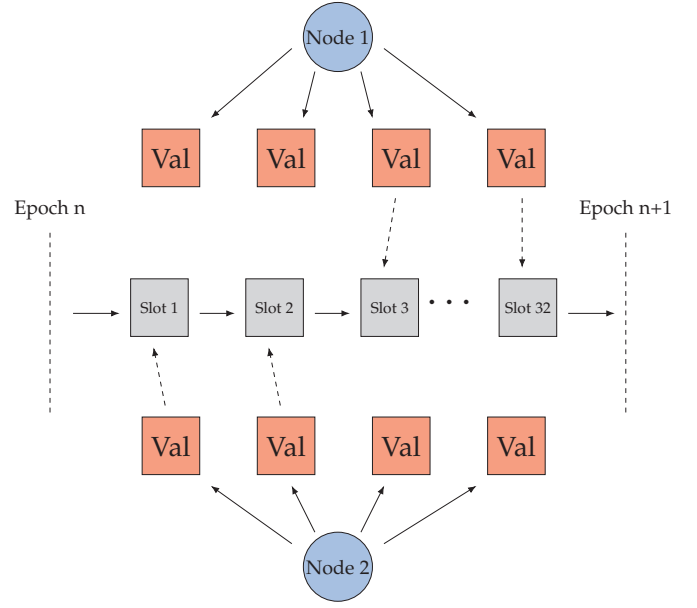 Node 1
Val Val Val Val
Epoch n Epoch n+1
Slot 1 Slot 2 Slot 3 • • • Slot 32
Val Val Val Val
Node 2